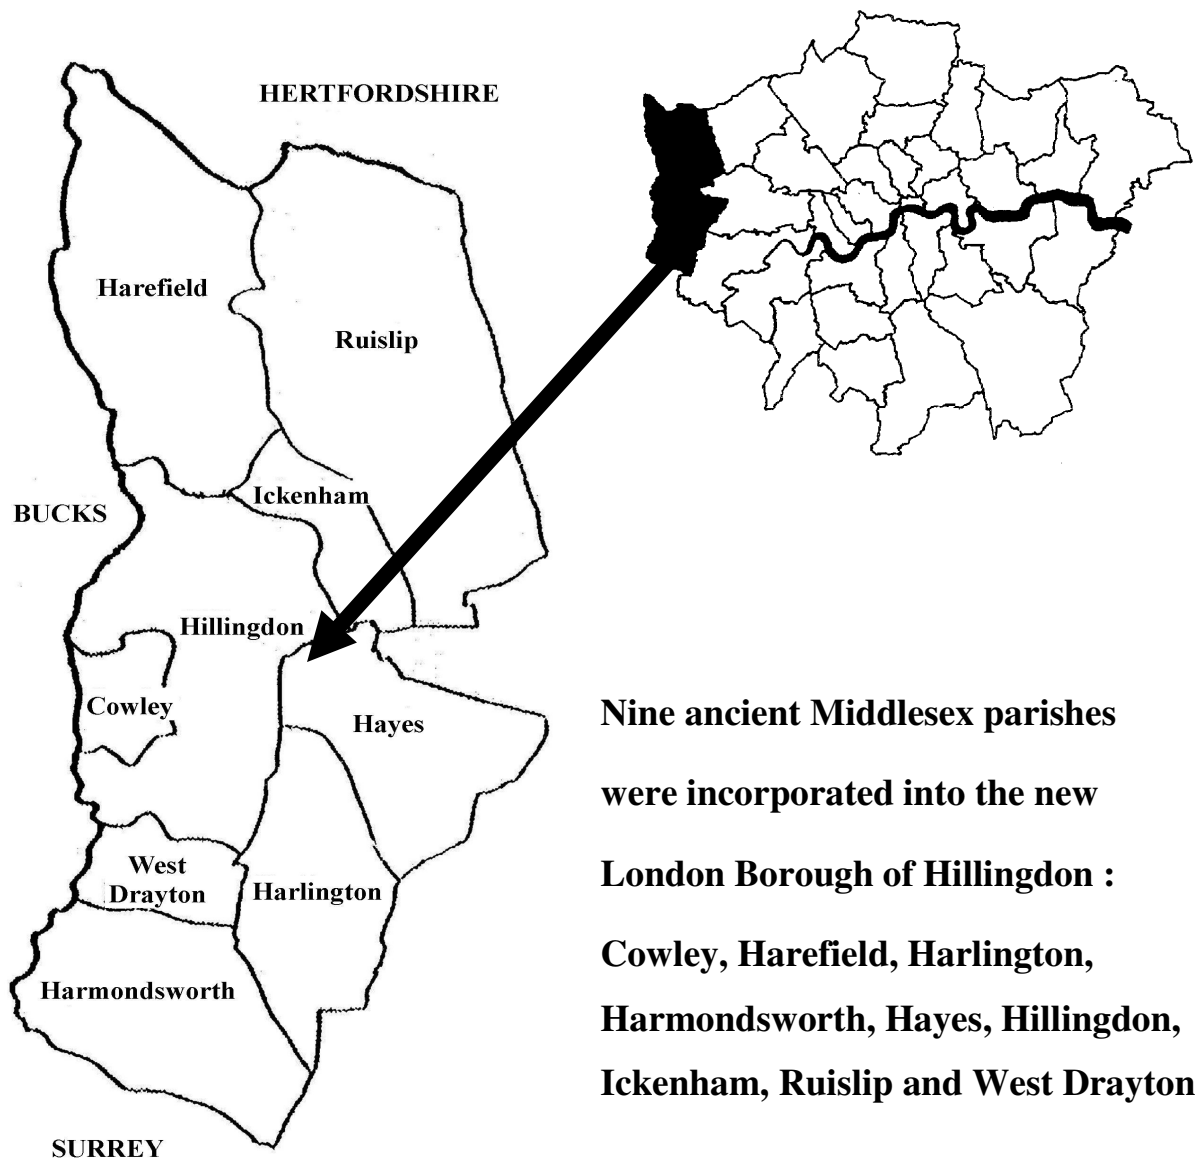 HERTFORDSHIRE
Harefield
Ruislip
Ickenham
BUCKS
Hillingdon
Cowley
Hayes
West
Drayton
Harlington
Harmondsworth
SURREY
Nine ancient Middlesex parishes
were incorporated into the new
London Borough of Hillingdon :
Cowley, Harefield, Harlington,
Harmondsworth, Hayes, Hillingdon,
Ickenham, Ruislip and West Drayton